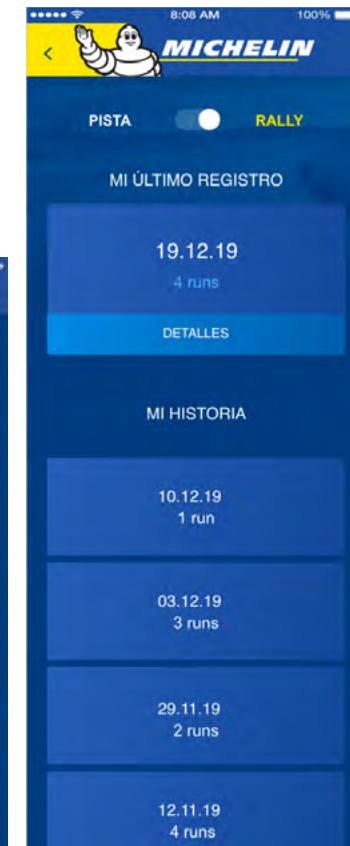 8:08 AM 100%
MICHELIN
PISTA RALLY
MI ÚLTIMO REGISTRO
19.12.19
4 runs
DETALLES
MI HISTORIA
10.12.19
1 run
03.12.19
3 runs
29.11.19
2 runs
12.11.19
4 runs